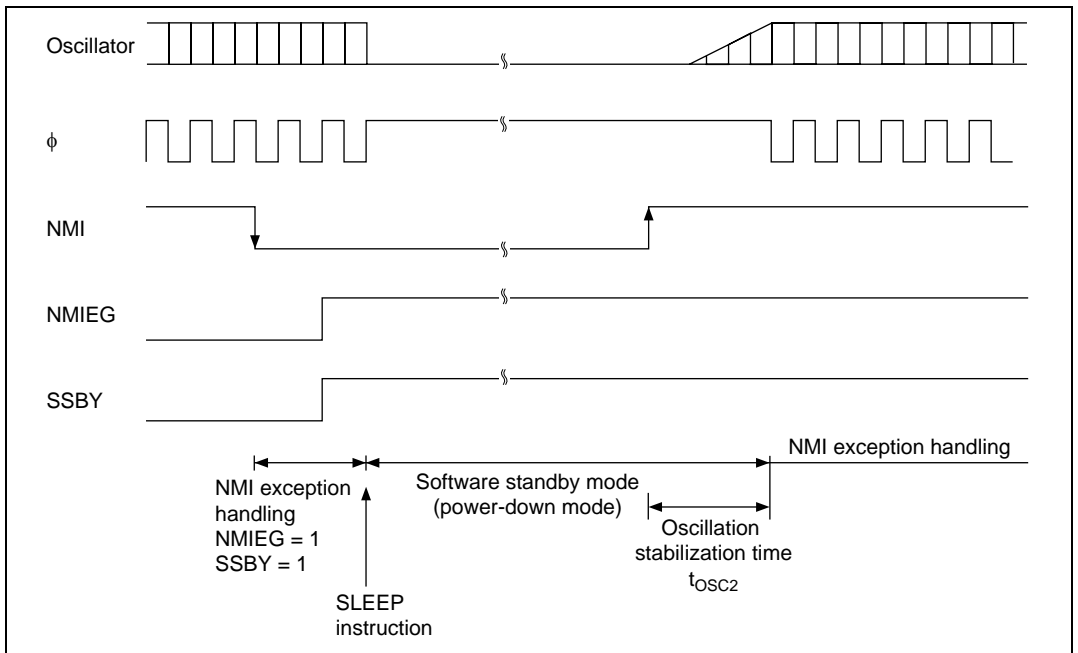 Oscillator
φ
NMI
NMIEG
SSBY
NMI exception handling
NMI exception
handling
NMIEG = 1
SSBY = 1
Software standby mode
(power-down mode)
Oscillation
stabilization time
tOSC2
SLEEP
instruction